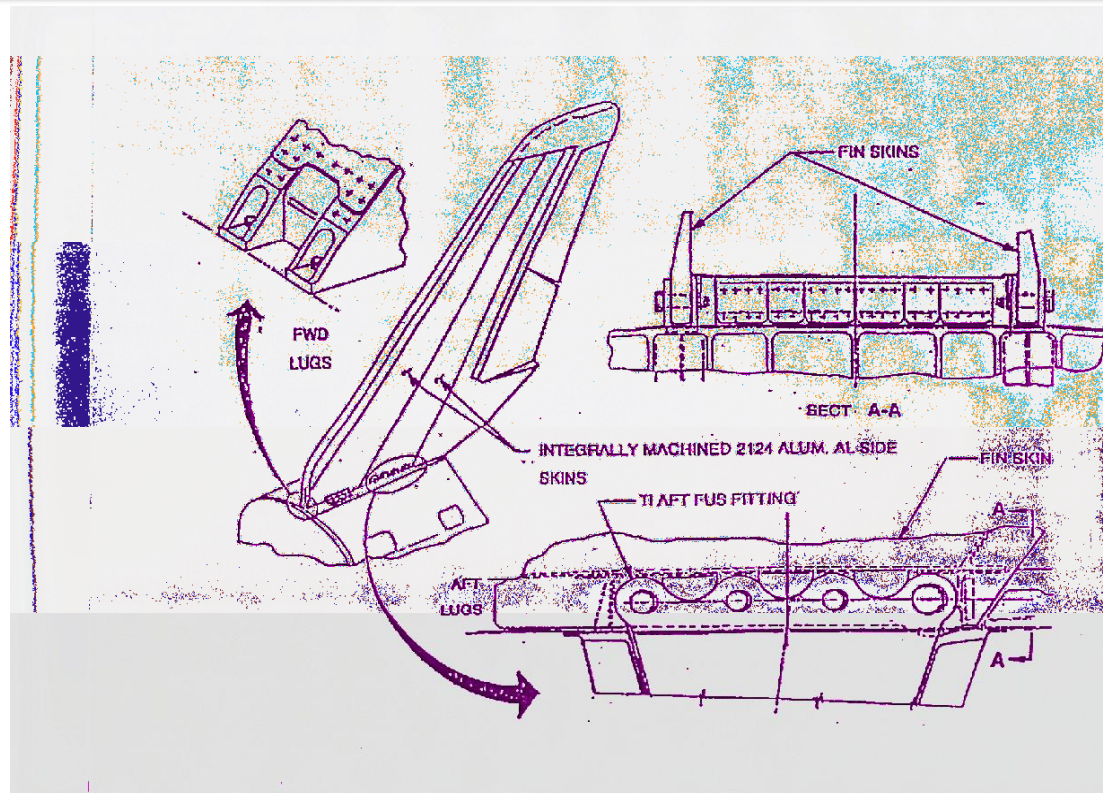 FIN SKINS
FWD
LUGS
SECT A-A
INTEGRALLY MACHINED 2124 ALUM. AL-SIDE
SKINS
FIN SKIN
TI AFT FUS FITTING
A
AFT
LUGS
A